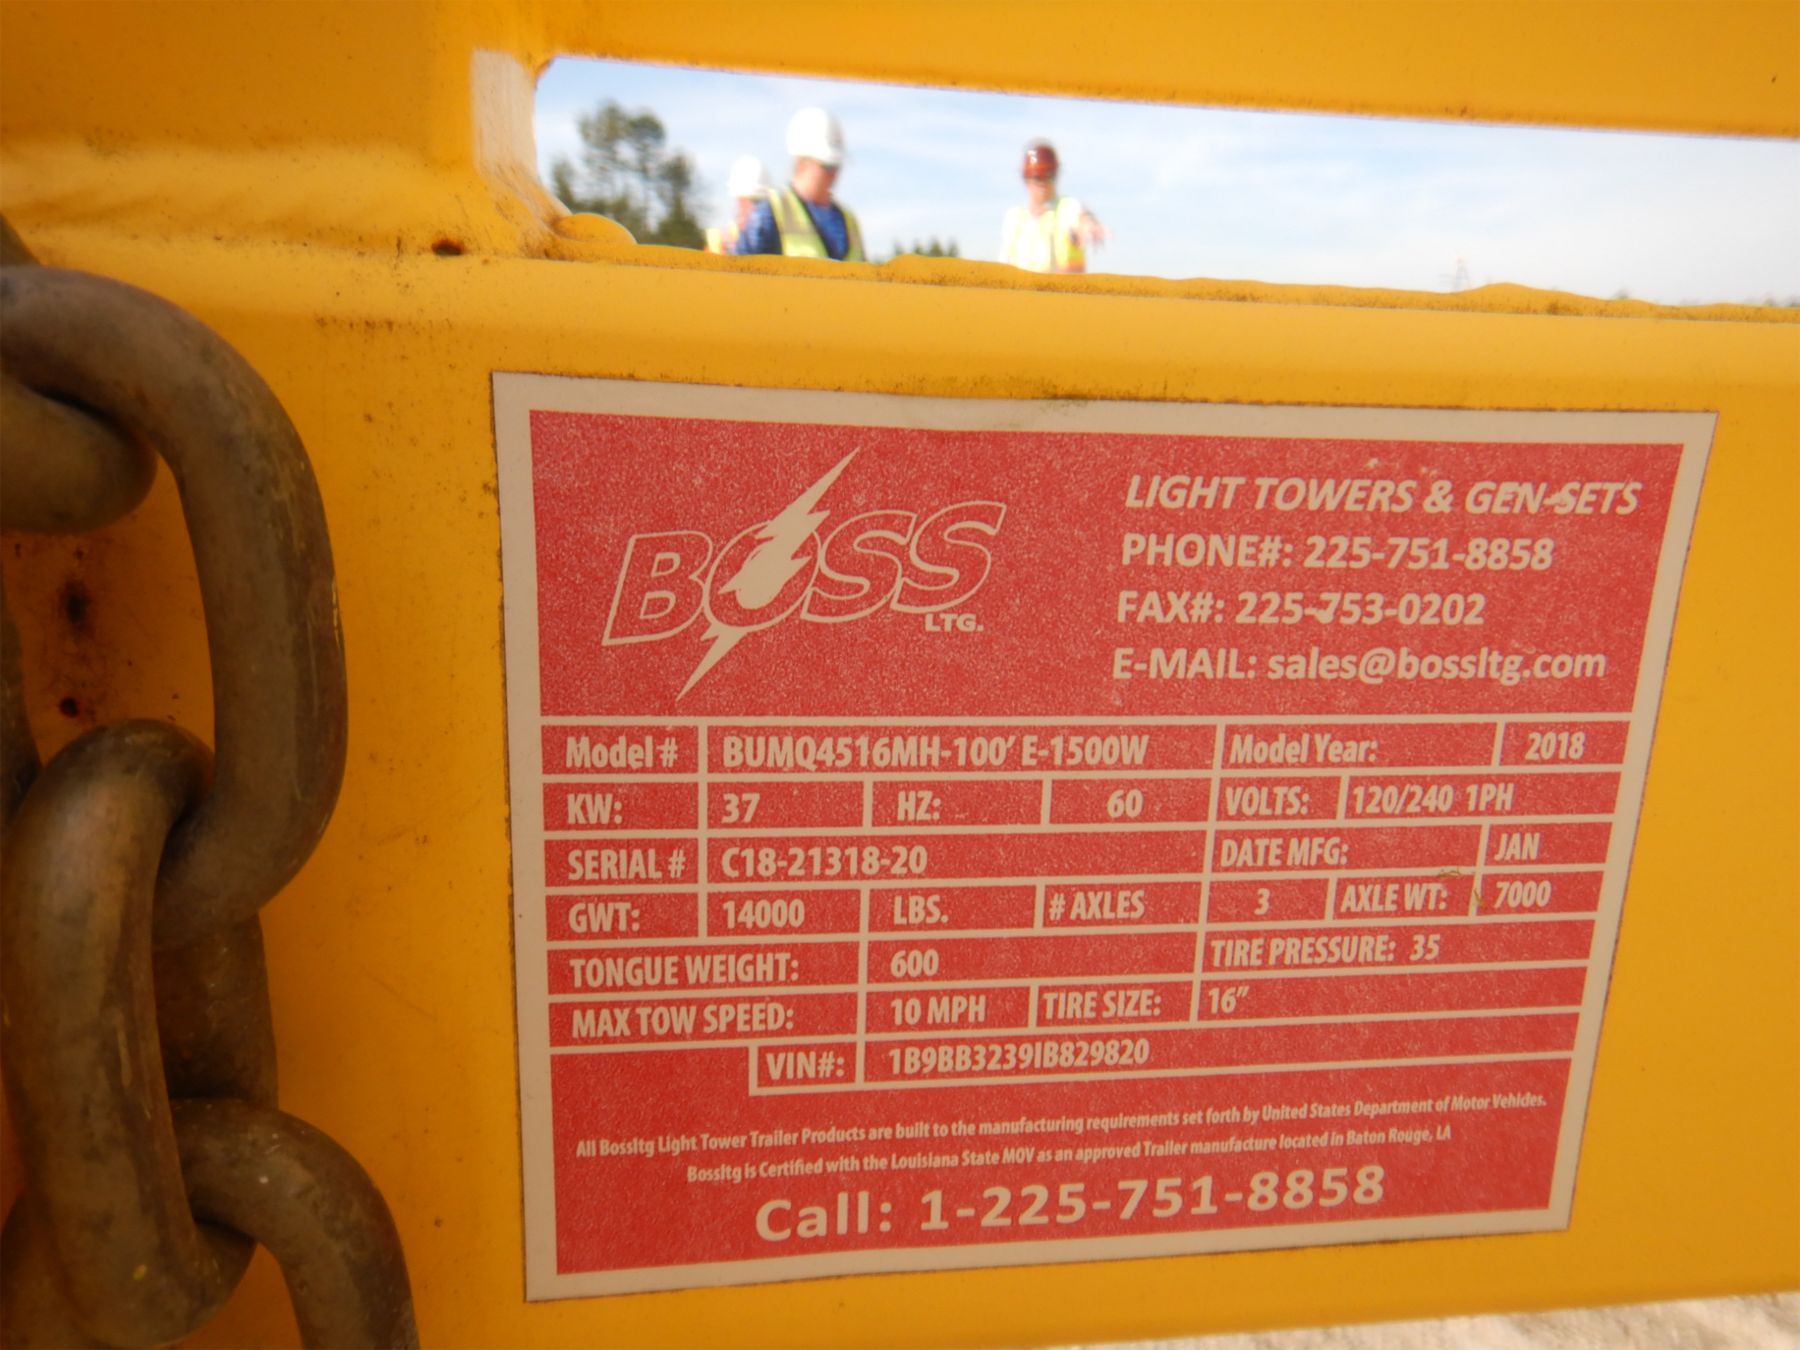 BOSS
LTG.
LIGHT TOWERS & GEN-SETS
PHONE#: 225-751-8858
FAX#: 225-753-0202
E-MAIL: sales@bossltg.com
Model # BUMQ4516MH-100' E-1500W Model Year: 2018
KW: 37 HZ: 60 VOLTS: 120/240 1PH
SERIAL # C18-21318-20 DATE MFG: JAN
GWT: 14000 LBS. # AXLES 3 AXLE WT: 7000
TONGUE WEIGHT: 600 TIRE PRESSURE: 35
MAX TOW SPEED: 10 MPH TIRE SIZE: 16"
VIN#: 1B9BB3239IB829820
All Bossltg Light Tower Trailer Products are built to the manufacturing requirements set forth by United States Department of Motor Vehicles.
Bossltg is Certified with the Louisiana State MOV as an approved Trailer manufacture located in Baton Rouge, LA
Call: 1-225-751-8858